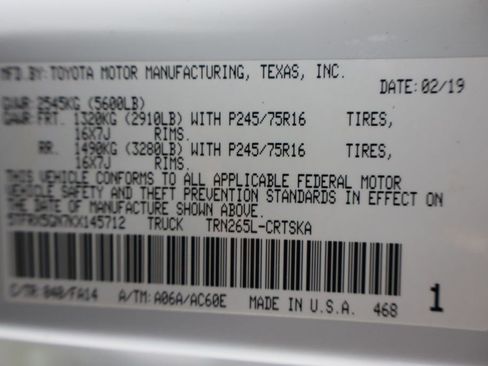 MFD.BY:TOYOTA MOTOR MANUFACTURING, TEXAS, INC.
DATE:02/19
GVWR: 2545KG (5600LB)
GAWR:FRT. 1320KG (2910LB) WITH P245/75R16 TIRES,
16X7J RIMS.
RR. 1490KG (3280LB) WITH P245/75R16 TIRES,
16X7J RIMS.
THIS VEHICLE CONFORMS TO ALL APPLICABLE FEDERAL MOTOR
VEHICLE SAFETY AND THEFT PREVENTION STANDARDS IN EFFECT ON
THE DATE OF MANUFACTURE SHOWN ABOVE.
TRUCK TRN265L-CRTSKA
C/TR: 040/FA14 A/TM: A06A/AC60E MADE IN U.S.A. 468
1